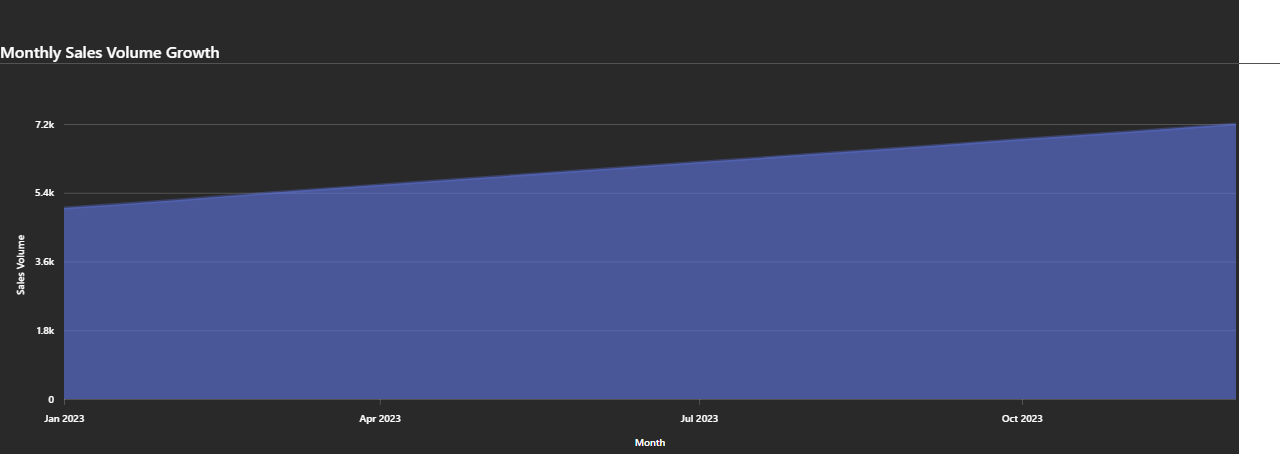 Monthly Sales Volume Growth
7.2k
5.4k
3.6k
1.8k
0
Sales Volume
Jan 2023
Apr 2023
Jul 2023
Oct 2023
Month